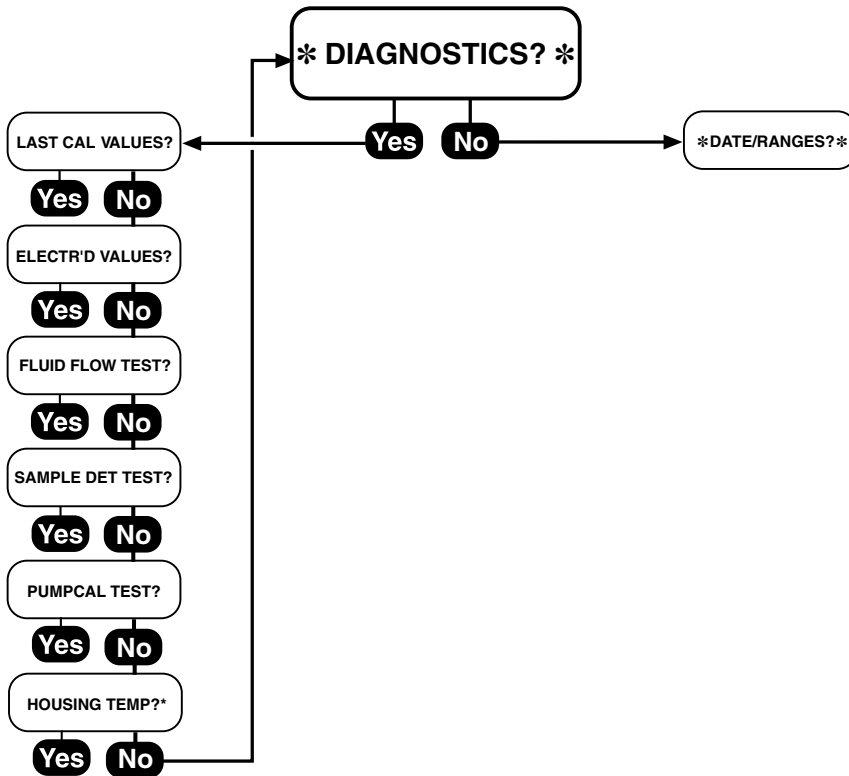 ✻ DIAGNOSTICS? ✻
Yes No
LAST CAL VALUES?
✻DATE/RANGES?✻
Yes No
ELECTR'D VALUES?
Yes No
FLUID FLOW TEST?
Yes No
SAMPLE DET TEST?
Yes No
PUMPCAL TEST?
Yes No
HOUSING TEMP?*
Yes No